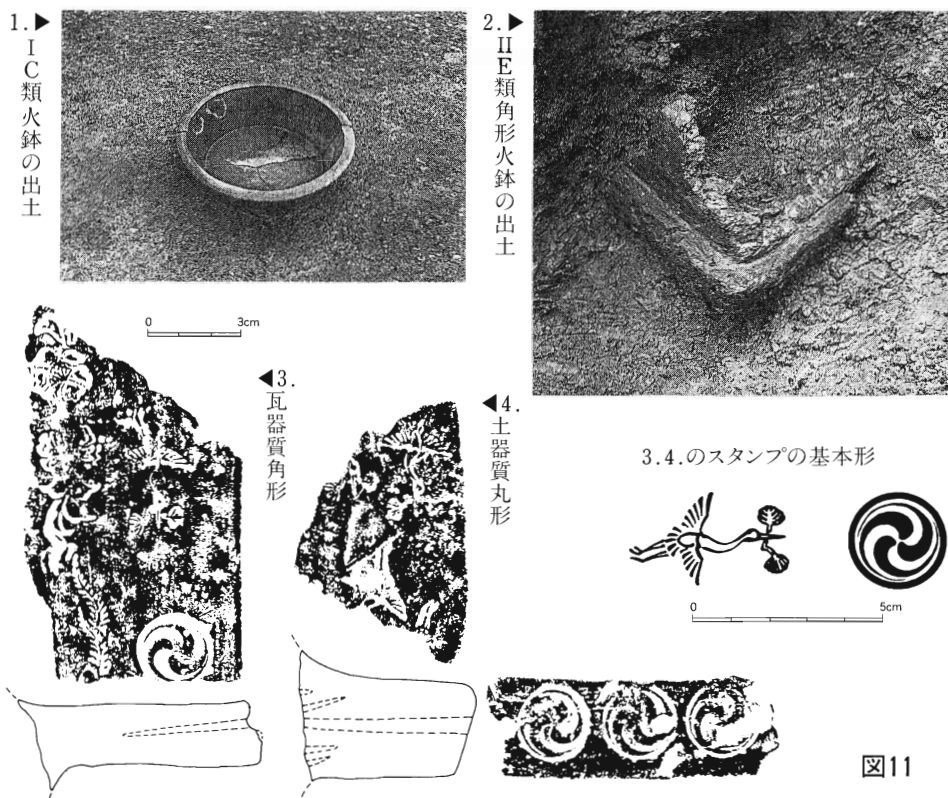 1.▶
IC類火鉢の出土
2.▶
IIE類角形火鉢の出土
0 3cm
◀3.
瓦器質角形
◀4.
土器質丸形
3.4.のスタンプの基本形
0 5cm
図11